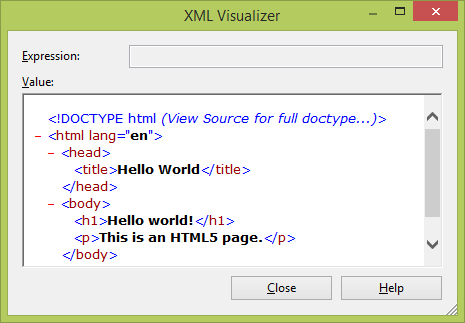 XML Visualizer
Expression:
Value:
<!DOCTYPE html (View Source for full doctype...)>
– <html lang="en">
– <head>
<title>Hello World</title>
</head>
– <body>
<h1>Hello world!</h1>
<p>This is an HTML5 page.</p>
</body>
Close Help